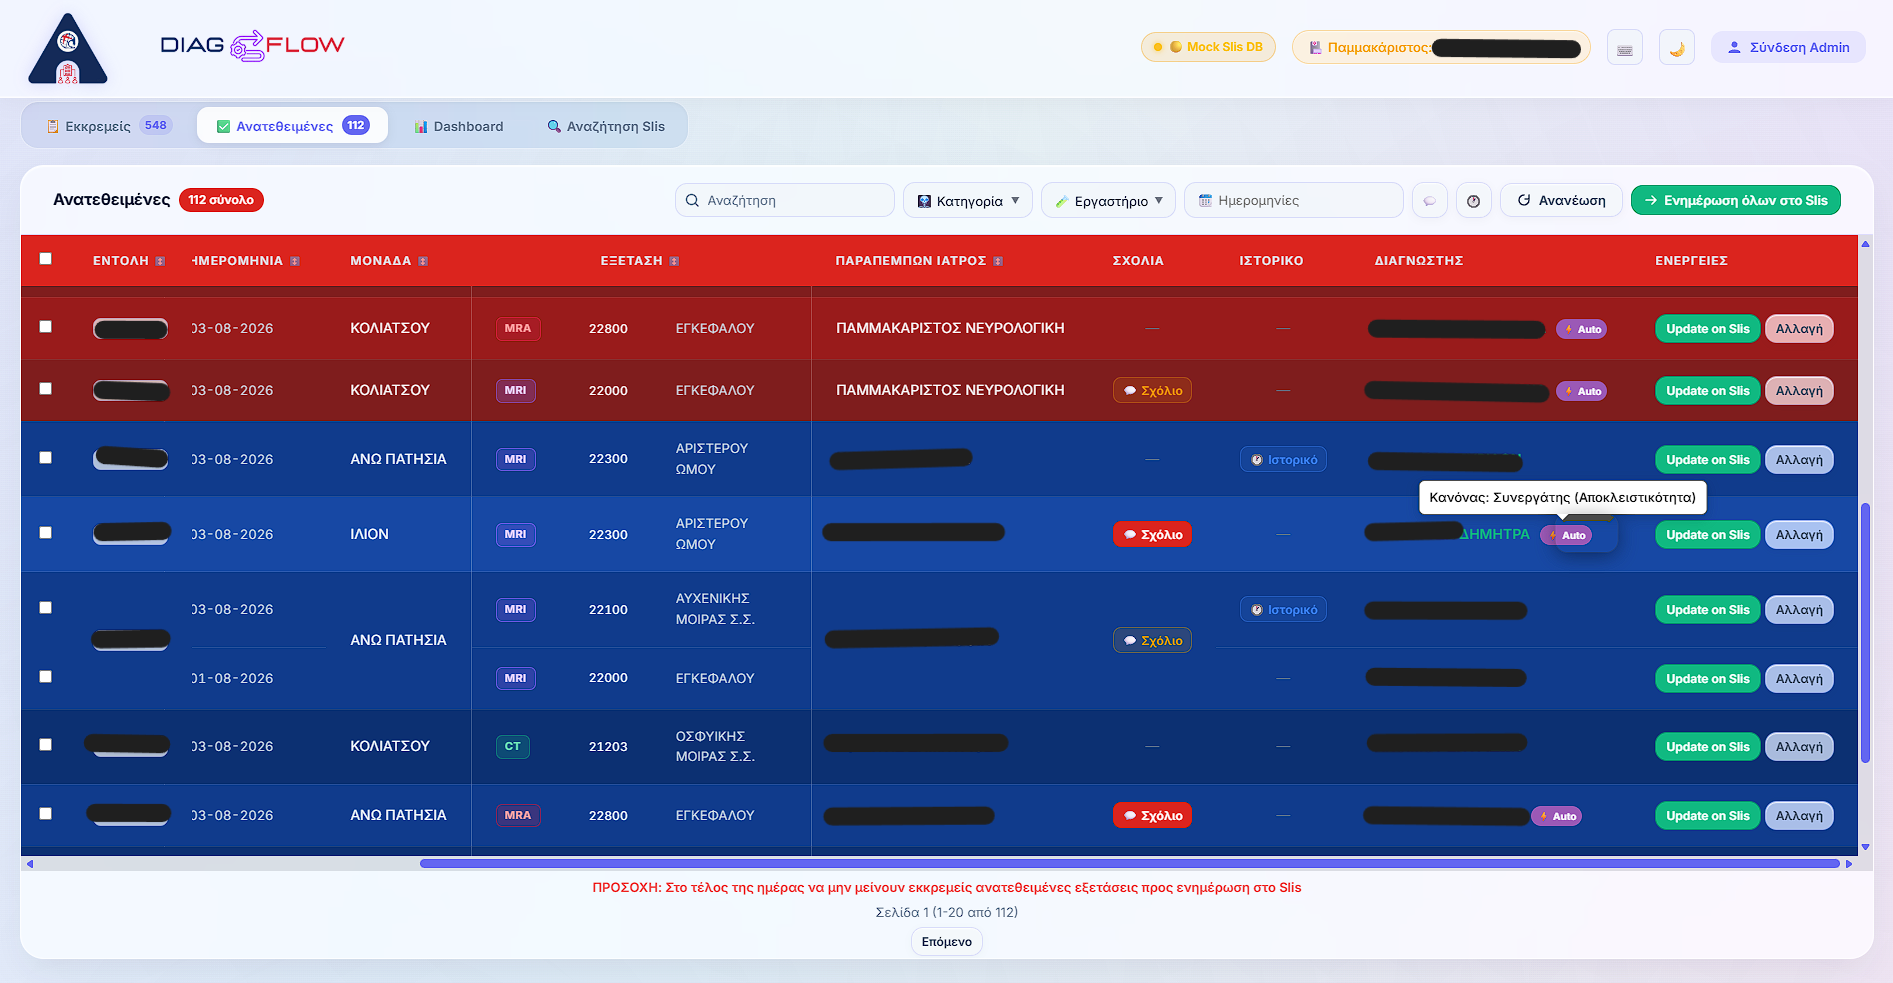 DIAG FLOW
Mock Slis DB
Παμμακάριστος:
Σύνδεση Admin
Εκκρεμείς 548
Ανατεθειμένες 112
Dashboard
Αναζήτηση Slis
Ανατεθειμένες 112 σύνολο
Αναζήτηση
Κατηγορία ▼
Εργαστήριο ▼
Ημερομηνίες
Ανανέωση
→ Ενημέρωση όλων στο Slis
ΕΝΤΟΛΗ ΗΜΕΡΟΜΗΝΙΑ ΜΟΝΑΔΑ ΕΞΕΤΑΣΗ ΠΑΡΑΠΕΜΠΩΝ ΙΑΤΡΟΣ ΣΧΟΛΙΑ ΙΣΤΟΡΙΚΟ ΔΙΑΓΝΩΣΤΗΣ ΕΝΕΡΓΕΙΕΣ
03-08-2026 ΚΟΛΙΑΤΣΟΥ MRA 22800 ΕΓΚΕΦΑΛΟΥ ΠΑΜΜΑΚΑΡΙΣΤΟΣ ΝΕΥΡΟΛΟΓΙΚΗ — — Auto Update on Slis Αλλαγή
03-08-2026 ΚΟΛΙΑΤΣΟΥ MRI 22000 ΕΓΚΕΦΑΛΟΥ ΠΑΜΜΑΚΑΡΙΣΤΟΣ ΝΕΥΡΟΛΟΓΙΚΗ Σχόλιο — Auto Update on Slis Αλλαγή
03-08-2026 ΑΝΩ ΠΑΤΗΣΙΑ MRI 22300 ΑΡΙΣΤΕΡΟΥ ΩΜΟΥ — Ιστορικό Update on Slis Αλλαγή
Κανόνας: Συνεργάτης (Αποκλειστικότητα)
03-08-2026 ΙΛΙΟΝ MRI 22300 ΑΡΙΣΤΕΡΟΥ ΩΜΟΥ Σχόλιο — ΔΗΜΗΤΡΑ Auto Update on Slis Αλλαγή
03-08-2026 ΑΝΩ ΠΑΤΗΣΙΑ MRI 22100 ΑΥΧΕΝΙΚΗΣ ΜΟΙΡΑΣ Σ.Σ. Σχόλιο Ιστορικό Update on Slis Αλλαγή
01-08-2026 MRI 22000 ΕΓΚΕΦΑΛΟΥ — Update on Slis Αλλαγή
03-08-2026 ΚΟΛΙΑΤΣΟΥ CT 21203 ΟΣΦΥΙΚΗΣ ΜΟΙΡΑΣ Σ.Σ. — — Update on Slis Αλλαγή
03-08-2026 ΑΝΩ ΠΑΤΗΣΙΑ MRA 22800 ΕΓΚΕΦΑΛΟΥ Σχόλιο — Auto Update on Slis Αλλαγή
ΠΡΟΣΟΧΗ: Στο τέλος της ημέρας να μην μείνουν εκκρεμείς ανατεθειμένες εξετάσεις προς ενημέρωση στο Slis
Σελίδα 1 (1-20 από 112)
Επόμενο